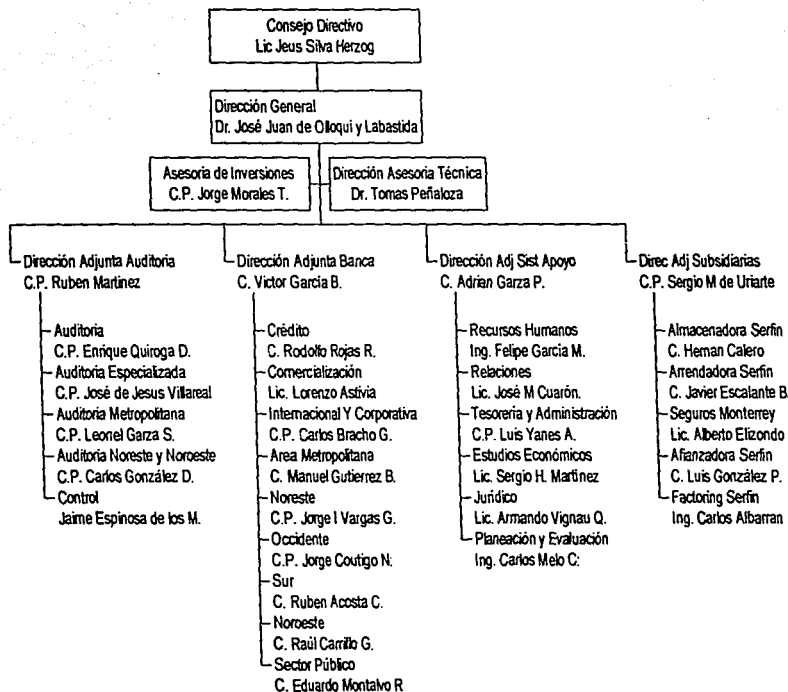 Consejo Directivo
Lic Jeus Silva Herzog
Dirección General
Dr. José Juan de Olloqui y Labastida
Asesoria de Inversiones
C.P. Jorge Morales T.
Dirección Asesoria Técnica
Dr. Tomas Peñaloza
Dirección Adjunta Auditoria
C.P. Ruben Martinez
Auditoria
C.P. Enrique Quiroga D.
Auditoria Especializada
C.P. José de Jesus Villareal
Auditoria Metropolitana
C.P. Leonel Garza S.
Auditoria Noreste y Noroeste
C.P. Carlos González D.
Control
Jaime Espinosa de los M.
Dirección Adjunta Banca
C. Victor Garcia B.
Crédito
C. Rodolfo Rojas R.
Comercialización
Lic. Lorenzo Astivia
Internacional Y Corporativa
C.P. Carlos Bracho G.
Area Metropolitana
C. Manuel Gutierrez B.
Noreste
C.P. Jorge I Vargas G.
Occidente
C.P. Jorge Coutigo N.
Sur
C. Ruben Acosta C.
Noroeste
C. Raúl Carrillo G.
Sector Público
C. Eduardo Montalvo R
Dirección Adj Sist Apoyo
C. Adrian Garza P.
Recursos Humanos
Ing. Felipe Garcia M.
Relaciones
Lic. José M Cuarón.
Tesoreria y Administración
C.P. Luis Yanes A.
Estudios Económicos
Lic. Sergio H. Martinez
Jurídico
Lic. Armando Vignau Q.
Planeación y Evaluación
Ing. Carlos Melo C.
Direc Adj Subsidiarias
C.P. Sergio M de Uriarte
Almacenadora Serfin
C. Hernan Calero
Arrendadora Serfin
C. Javier Escalante B
Seguros Monterrey
Lic. Alberto Elizondo
Afianzadora Serfin
C. Luis González P.
Factoring Serfin
Ing. Carlos Albarran